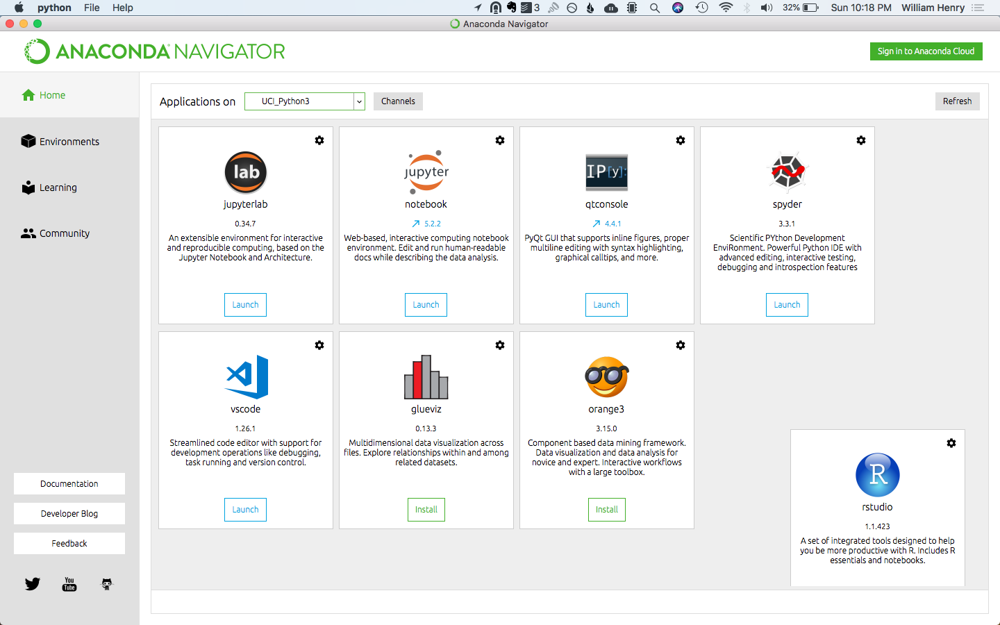 python File Help 3 32% Sun 10:18 PM William Henry
Anaconda Navigator
ANACONDA NAVIGATOR
Sign in to Anaconda Cloud
Home
Environments
Learning
Community
Documentation
Developer Blog
Feedback
You
Tube
Applications on UCI_Python3 Channels Refresh
lab
jupyterlab
0.34.7
An extensible environment for interactive
and reproducible computing, based on the
Jupyter Notebook and Architecture.
Launch
jupyter
notebook
5.2.2
Web-based, interactive computing notebook
environment. Edit and run human-readable
docs while describing the data analysis.
Launch
IP[y]:
qtconsole
4.4.1
PyQt GUI that supports inline figures, proper
multiline editing with syntax highlighting,
graphical calltips, and more.
Launch
spyder
3.3.1
Scientific PYthon Development
EnviRonment. Powerful Python IDE with
advanced editing, interactive testing,
debugging and introspection features
Launch
vscode
1.26.1
Streamlined code editor with support for
development operations like debugging,
task running and version control.
Launch
glueviz
0.13.3
Multidimensional data visualization across
files. Explore relationships within and among
related datasets.
Install
orange3
3.15.0
Component based data mining framework.
Data visualization and data analysis for
novice and expert. Interactive workflows
with a large toolbox.
Install
R
rstudio
1.1.423
A set of integrated tools designed to help
you be more productive with R. Includes R
essentials and notebooks.